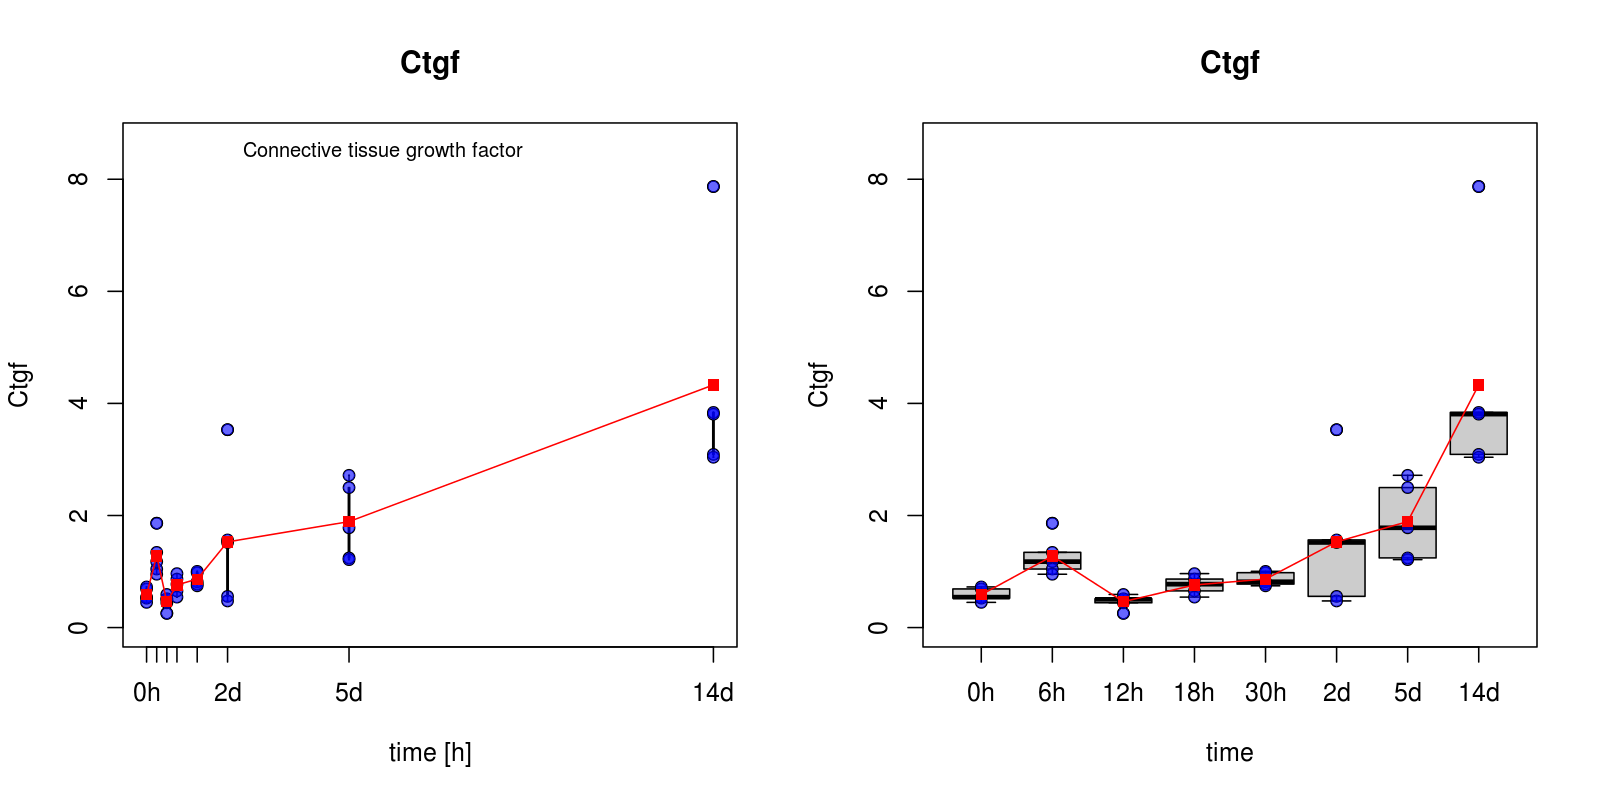 Ctgf
Connective tissue growth factor
Ctgf
0
2
4
6
8
0h
2d
5d
14d
time [h]
Ctgf
Ctgf
0
2
4
6
8
0h
6h
12h
18h
30h
2d
5d
14d
time